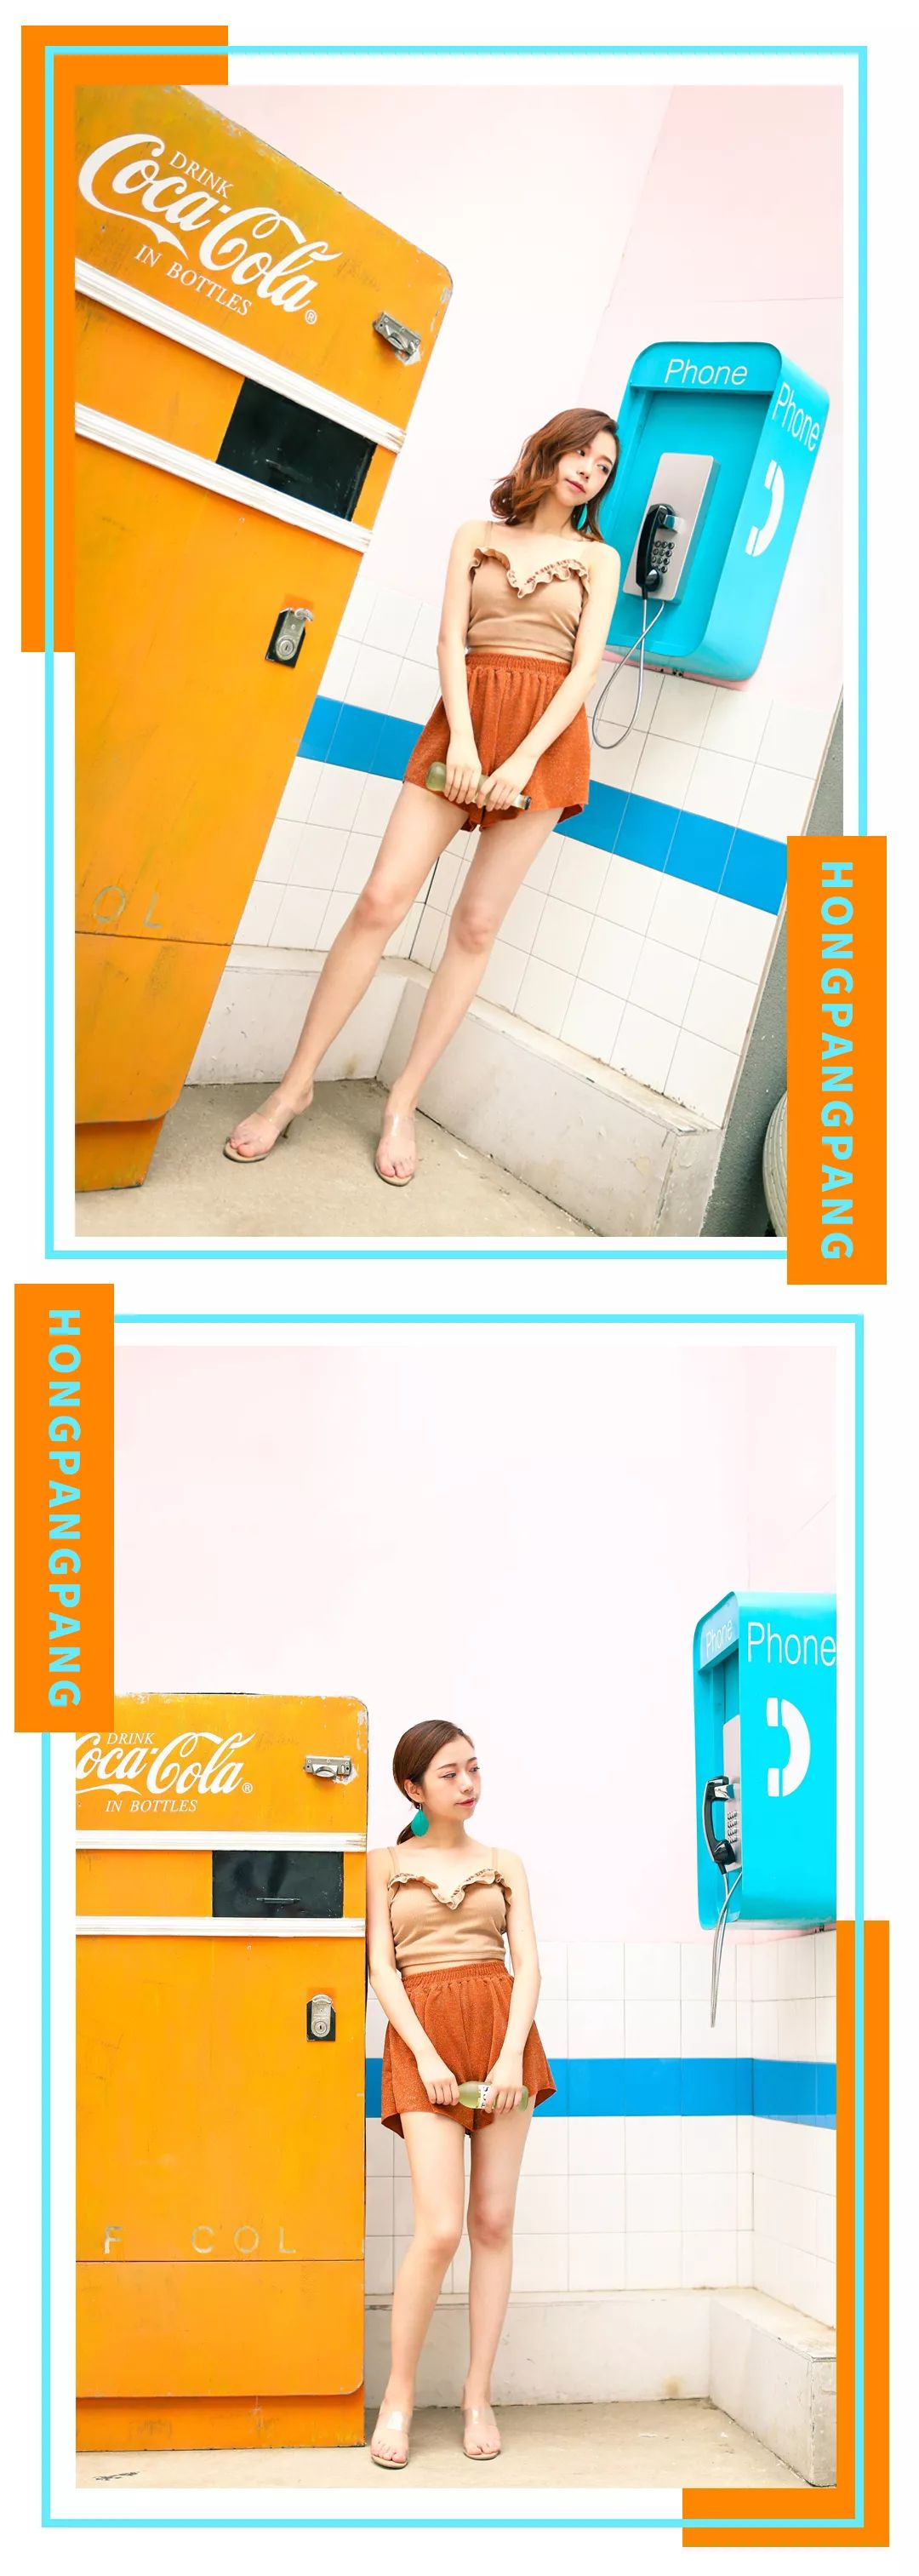 DRINK
Coca-Cola®
IN BOTTLES
Phone
Phone
OL
HONGPANGPANG
HONGPANGPANG
Phone
Phone
DRINK
Coca-Cola®
IN BOTTLES
F COL